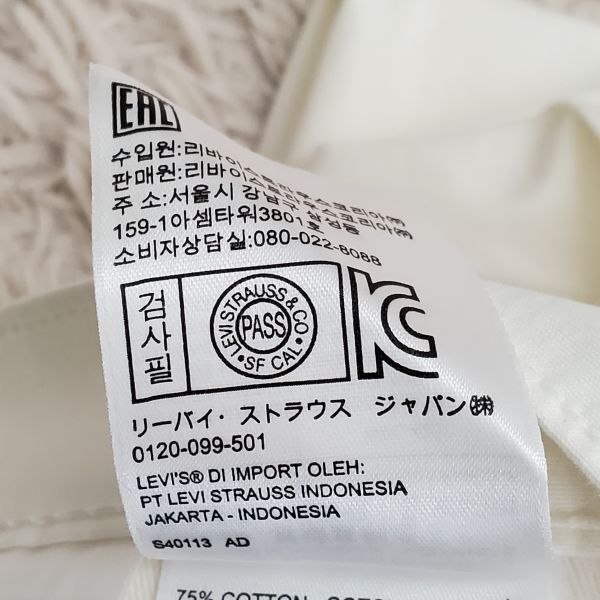 EAC
수입원:리바이스트라우스코리아㈜
판매원:리바이스트라우스코리아㈜
주 소:서울시 강남구 삼성동
159-1아셈타워3801호
소비자상담실:080-022-8088
검사필
LEVI STRAUSS & CO
PASS
• SF CAL •
リーバイ・ストラウス ジャパン㈱
0120-099-501
LEVI'S® DI IMPORT OLEH:
PT LEVI STRAUSS INDONESIA
JAKARTA - INDONESIA
S40113 AD
75% COTTON